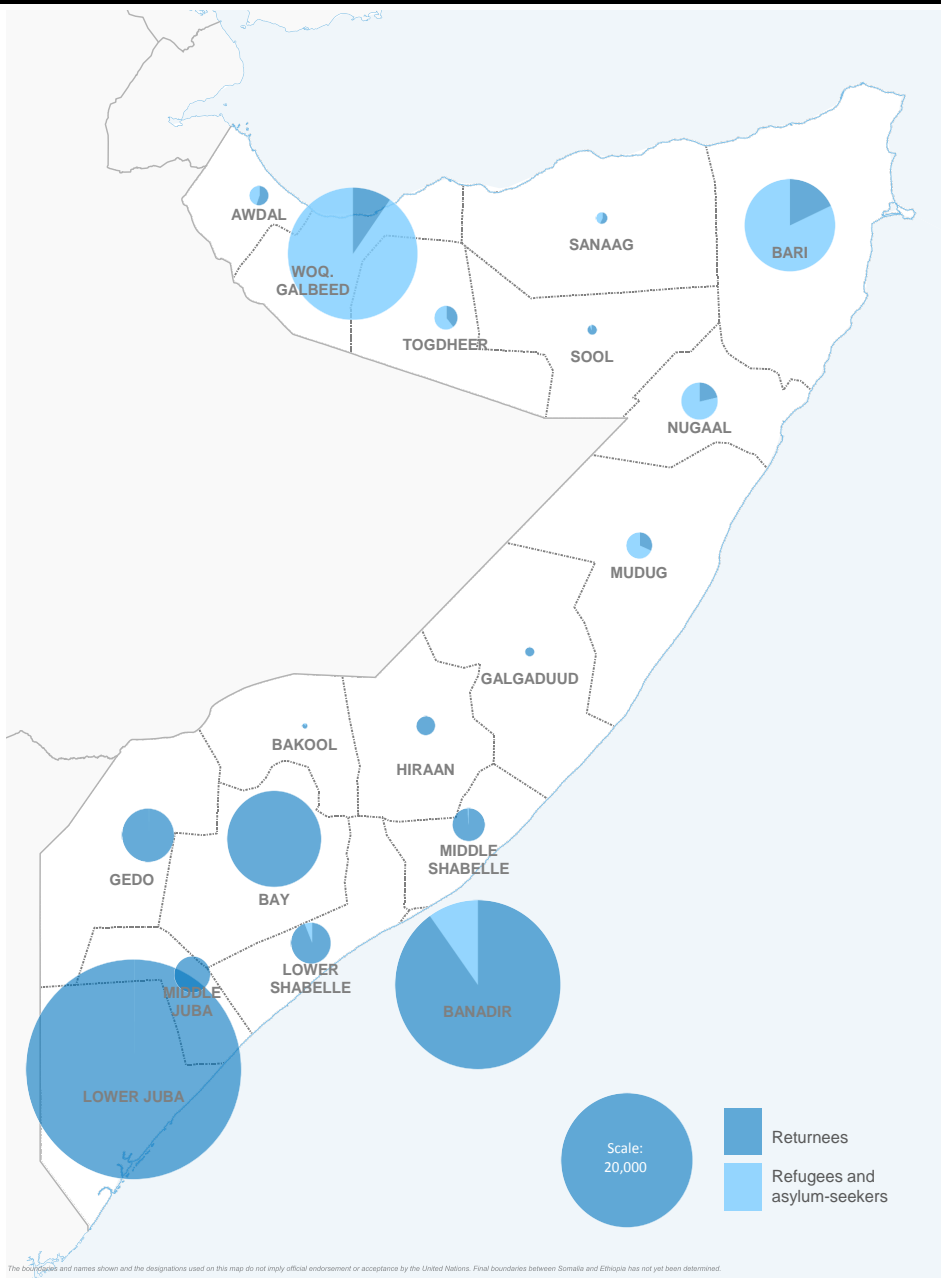 AWDAL
WOQ.
GALBEED
SANAAG
BARI
TOGDHEER
SOOL
NUGAAL
MUDUG
GALGADUUD
BAKOOL
HIRAAN
MIDDLE
SHABELLE
GEDO
BAY
LOWER
SHABELLE
MIDDLE
JUBA
BANADIR
LOWER JUBA
Scale:
20,000
Returnees
Refugees and
asylum-seekers
The boundaries and names shown and the designations used on this map do not imply official endorsement or acceptance by the United Nations. Final boundaries between Somalia and Ethiopia has not yet been determined.